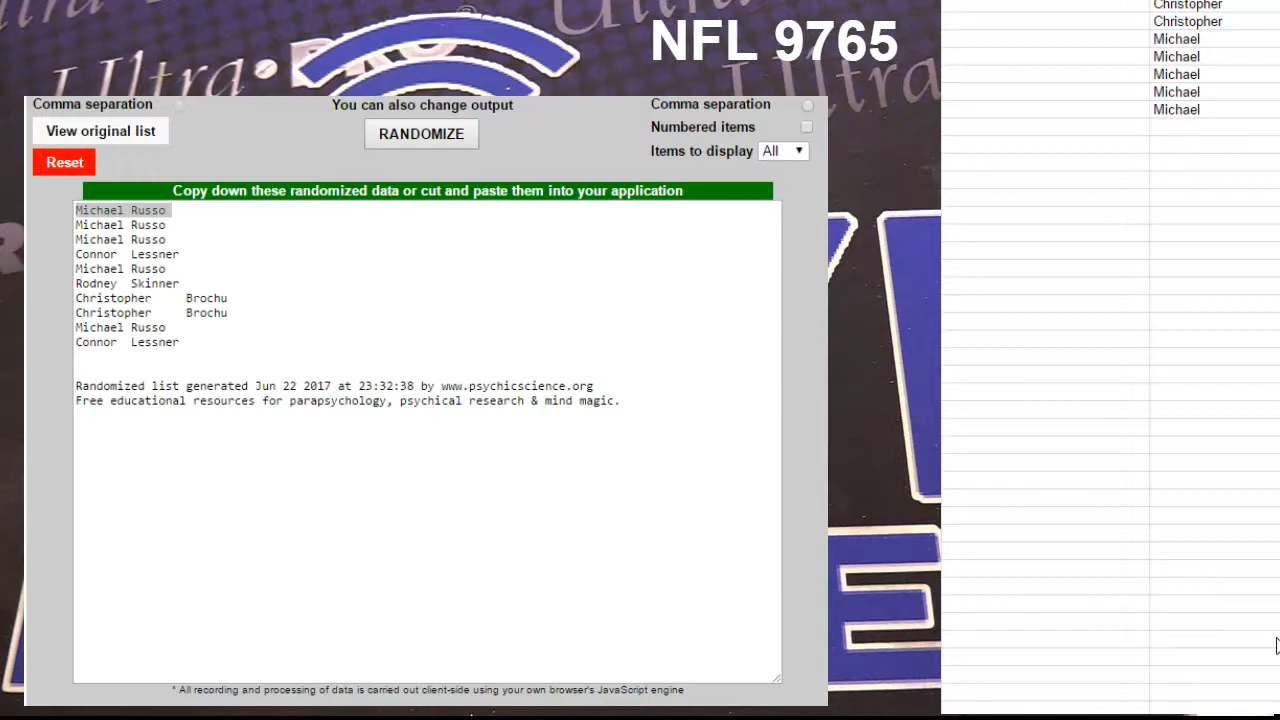 NFL 9765
Ultra
PRO
Ultra
Ultra
Comma separation
View original list
Reset
You can also change output
RANDOMIZE
Comma separation
Numbered items
Items to display All
Copy down these randomized data or cut and paste them into your application
Michael Russo
Michael Russo
Michael Russo
Connor Lessner
Michael Russo
Rodney Skinner
Christopher Brochu
Christopher Brochu
Michael Russo
Connor Lessner
Randomized list generated Jun 22 2017 at 23:32:38 by www.psychicscience.org
Free educational resources for parapsychology, psychical research & mind magic.
* All recording and processing of data is carried out client-side using your own browser's JavaScript engine
Christopher
Christopher
Michael
Michael
Michael
Michael
Michael